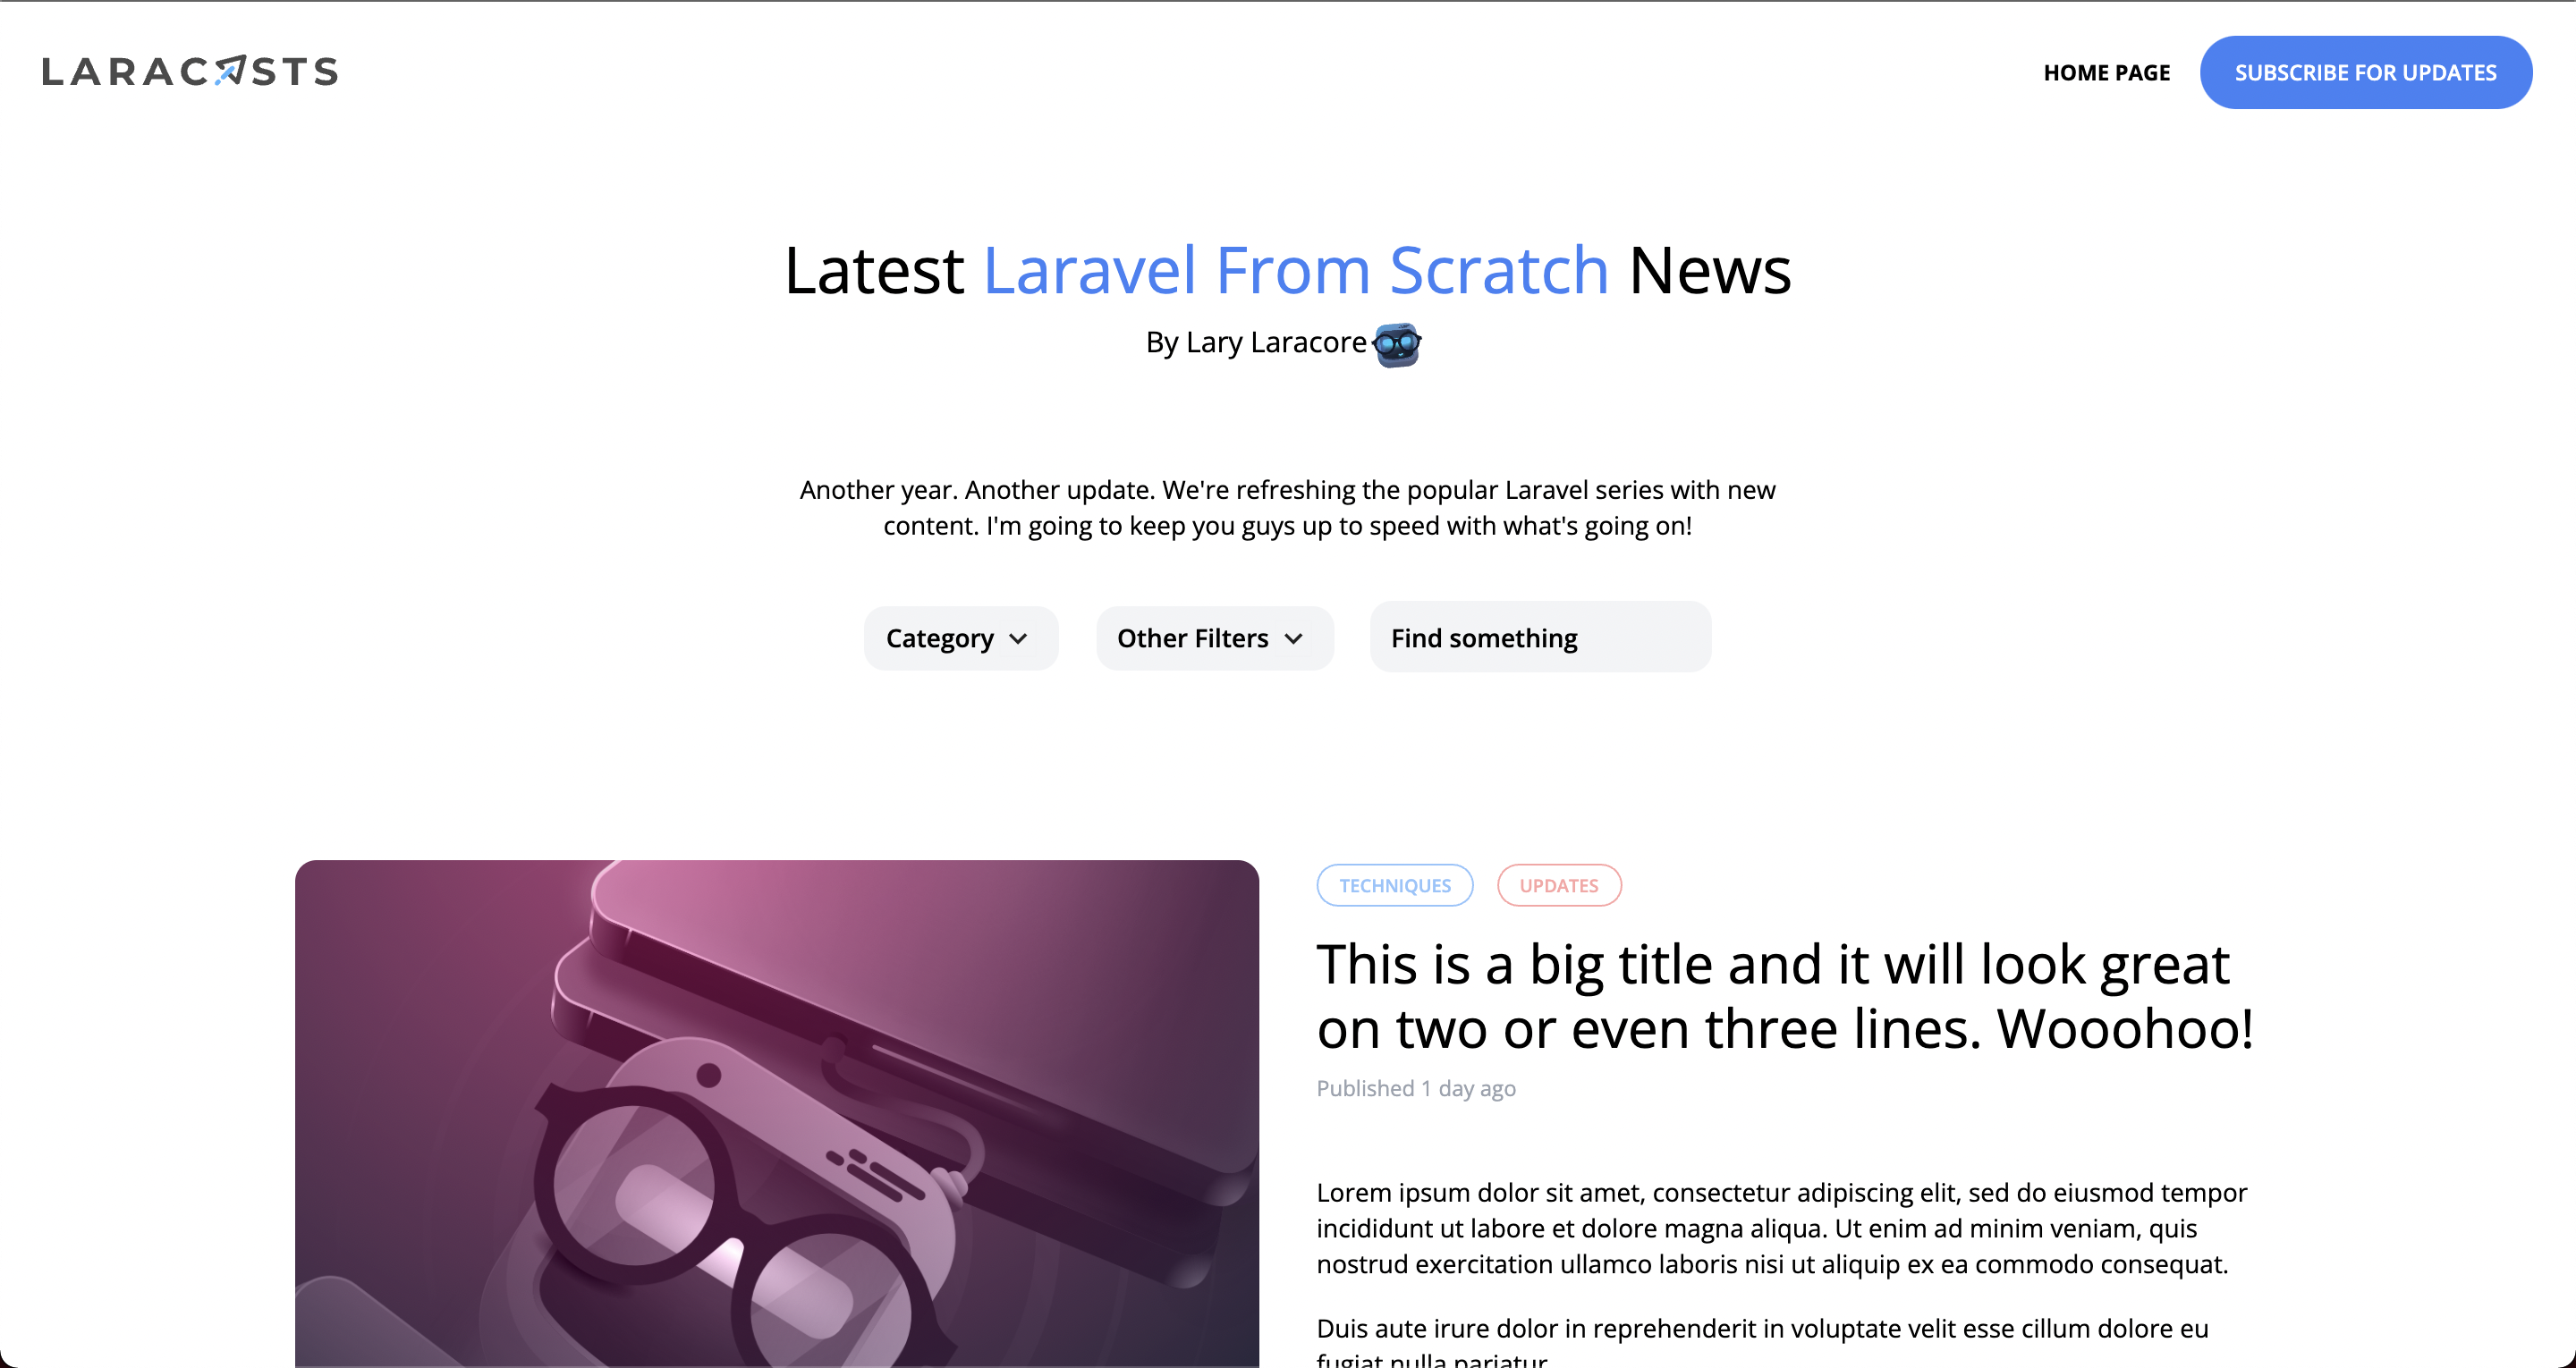 LARACASTS
HOME PAGE
SUBSCRIBE FOR UPDATES
Latest Laravel From Scratch News
By Lary Laracore
Another year. Another update. We're refreshing the popular Laravel series with new
content. I'm going to keep you guys up to speed with what's going on!
Category
Other Filters
Find something
TECHNIQUES
UPDATES
This is a big title and it will look great
on two or even three lines. Wooohoo!
Published 1 day ago
Lorem ipsum dolor sit amet, consectetur adipiscing elit, sed do eiusmod tempor
incididunt ut labore et dolore magna aliqua. Ut enim ad minim veniam, quis
nostrud exercitation ullamco laboris nisi ut aliquip ex ea commodo consequat.
Duis aute irure dolor in reprehenderit in voluptate velit esse cillum dolore eu
fugiat nulla pariatur.